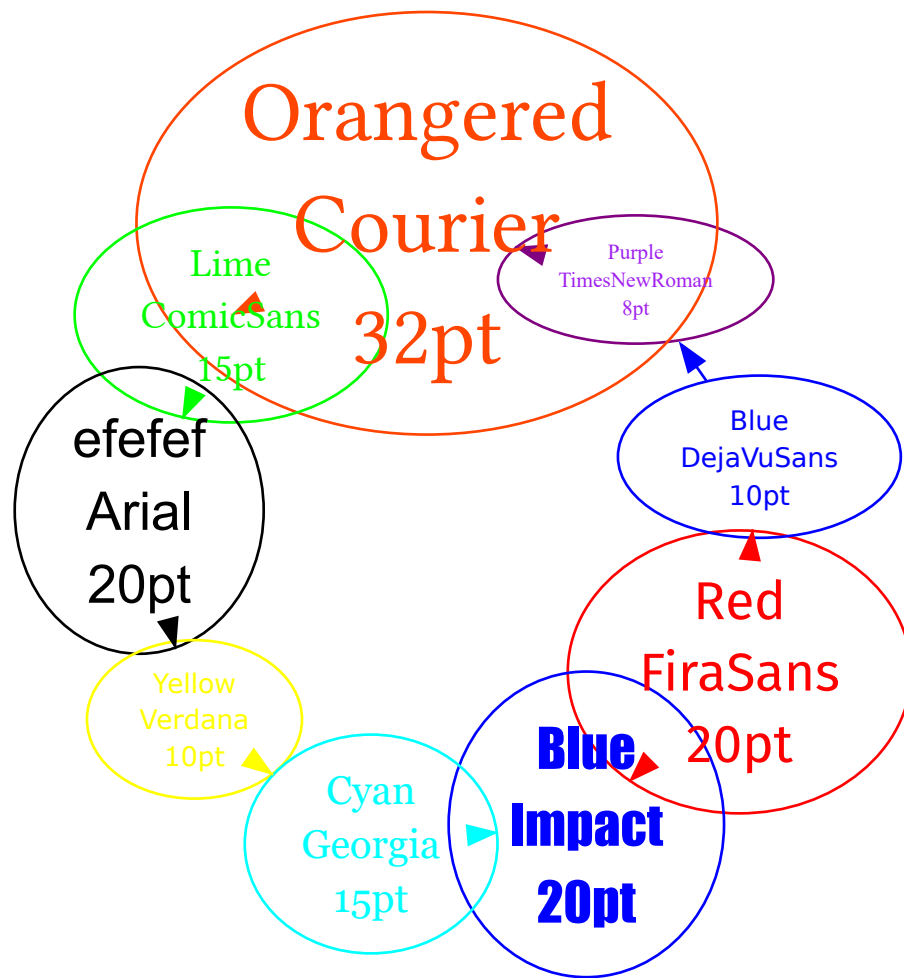 Orangered
Courier
32pt
Lime
ComicSans
15pt
Purple
TimesNewRoman
8pt
efefef
Arial
20pt
Blue
DejaVuSans
10pt
Red
FiraSans
20pt
Yellow
Verdana
10pt
Cyan
Georgia
15pt
Blue
Impact
20pt